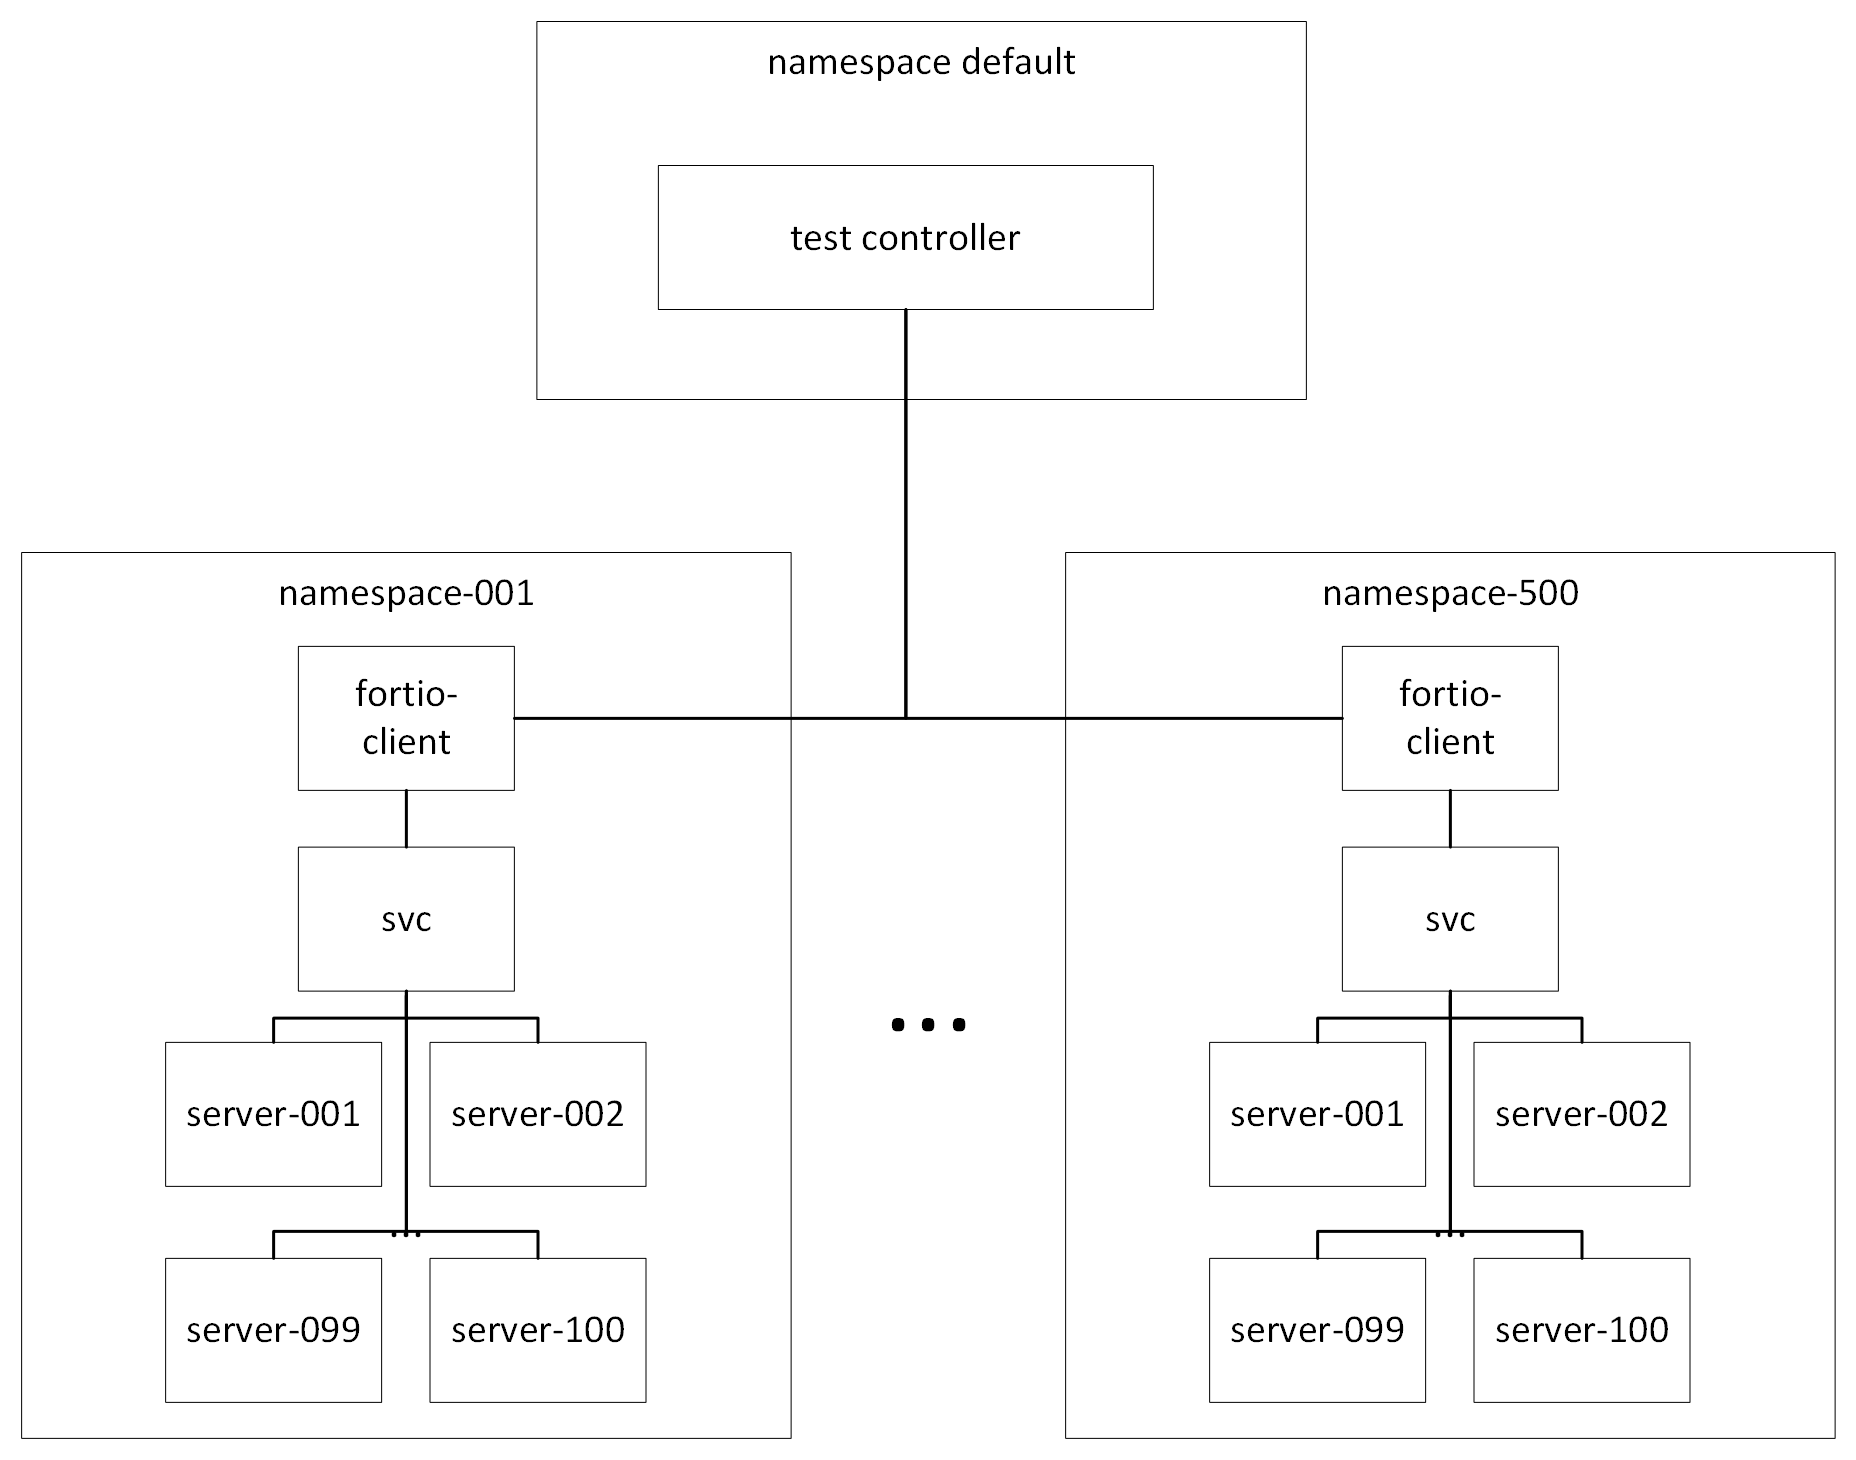 namespace default
test controller
namespace-001
fortio-
client
svc
server-001
server-002
...
server-099
server-100
...
namespace-500
fortio-
client
svc
server-001
server-002
...
server-099
server-100